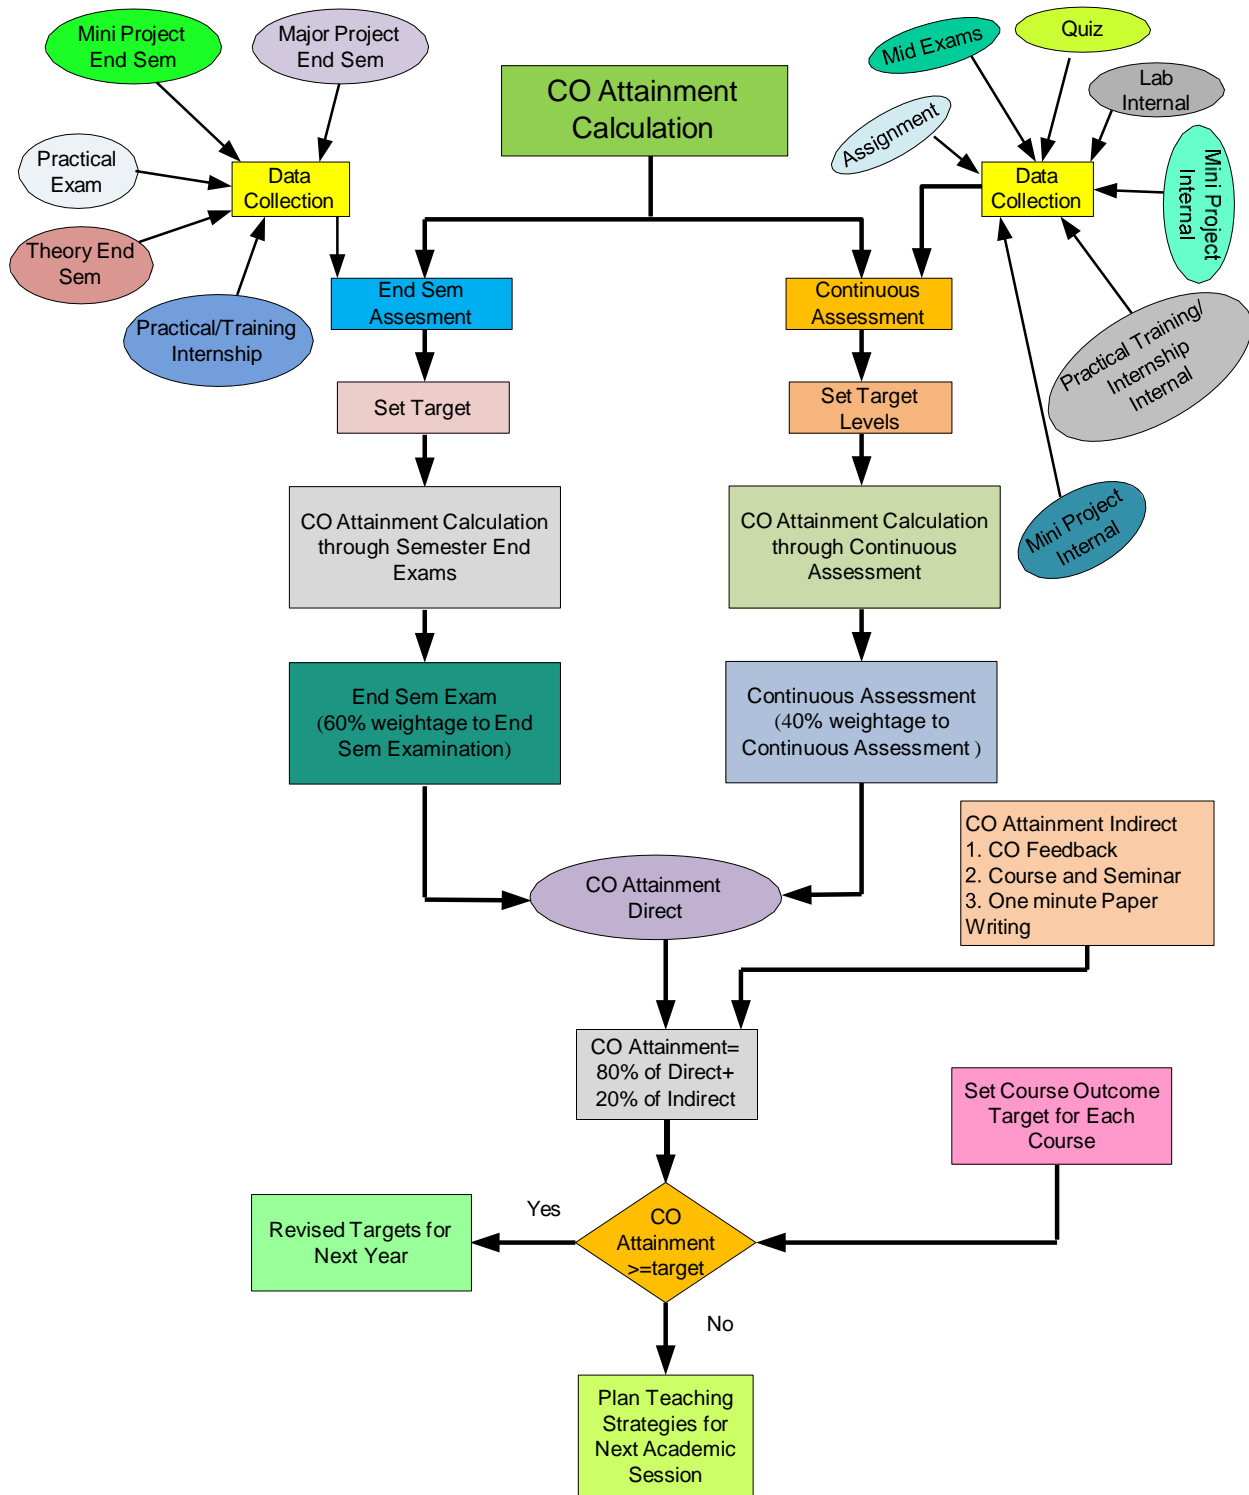 Mini Project
End Sem
Major Project
End Sem
Mid Exams
Quiz
CO Attainment
Calculation
Lab
Internal
Assignment
Practical
Exam
Data
Collection
Data
Collection
Mini Project
Internal
Theory End
Sem
Practical/Training
Internship
End Sem
Assesment
Continuous
Assessment
Practical Training/
Internship
Internal
Set Target
Set Target
Levels
CO Attainment Calculation
through Semester End
Exams
CO Attainment Calculation
through Continuous
Assessment
Mini Project
Internal
End Sem Exam
(60% weightage to End
Sem Examination)
Continuous Assessment
(40% weightage to
Continuous Assessment )
CO Attainment Indirect
1. CO Feedback
2. Course and Seminar
3. One minute Paper
Writing
CO Attainment
Direct
CO Attainment=
80% of Direct+
20% of Indirect
Set Course Outcome
Target for Each
Course
Yes
Revised Targets for
Next Year
CO
Attainment
>=target
No
Plan Teaching
Strategies for
Next Academic
Session